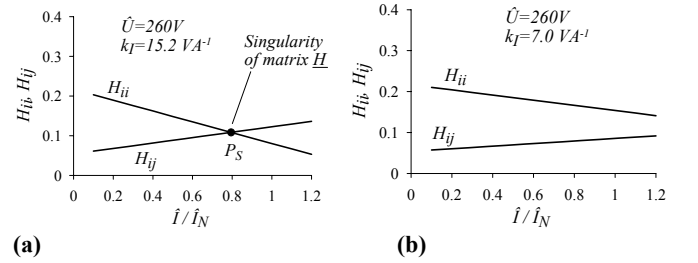 Û=260V
k_I=15.2 VA⁻¹
Singularity
of matrix H
H_ii, H_ij
0.4
0.3
0.2
0.1
0
H_ii
H_ij
P_S
0 0.2 0.4 0.6 0.8 1 1.2
Î / Î_N
(a)
Û=260V
k_I=7.0 VA⁻¹
H_ii, H_ij
0.4
0.3
0.2
0.1
0
H_ii
H_ij
0 0.2 0.4 0.6 0.8 1 1.2
Î / Î_N
(b)